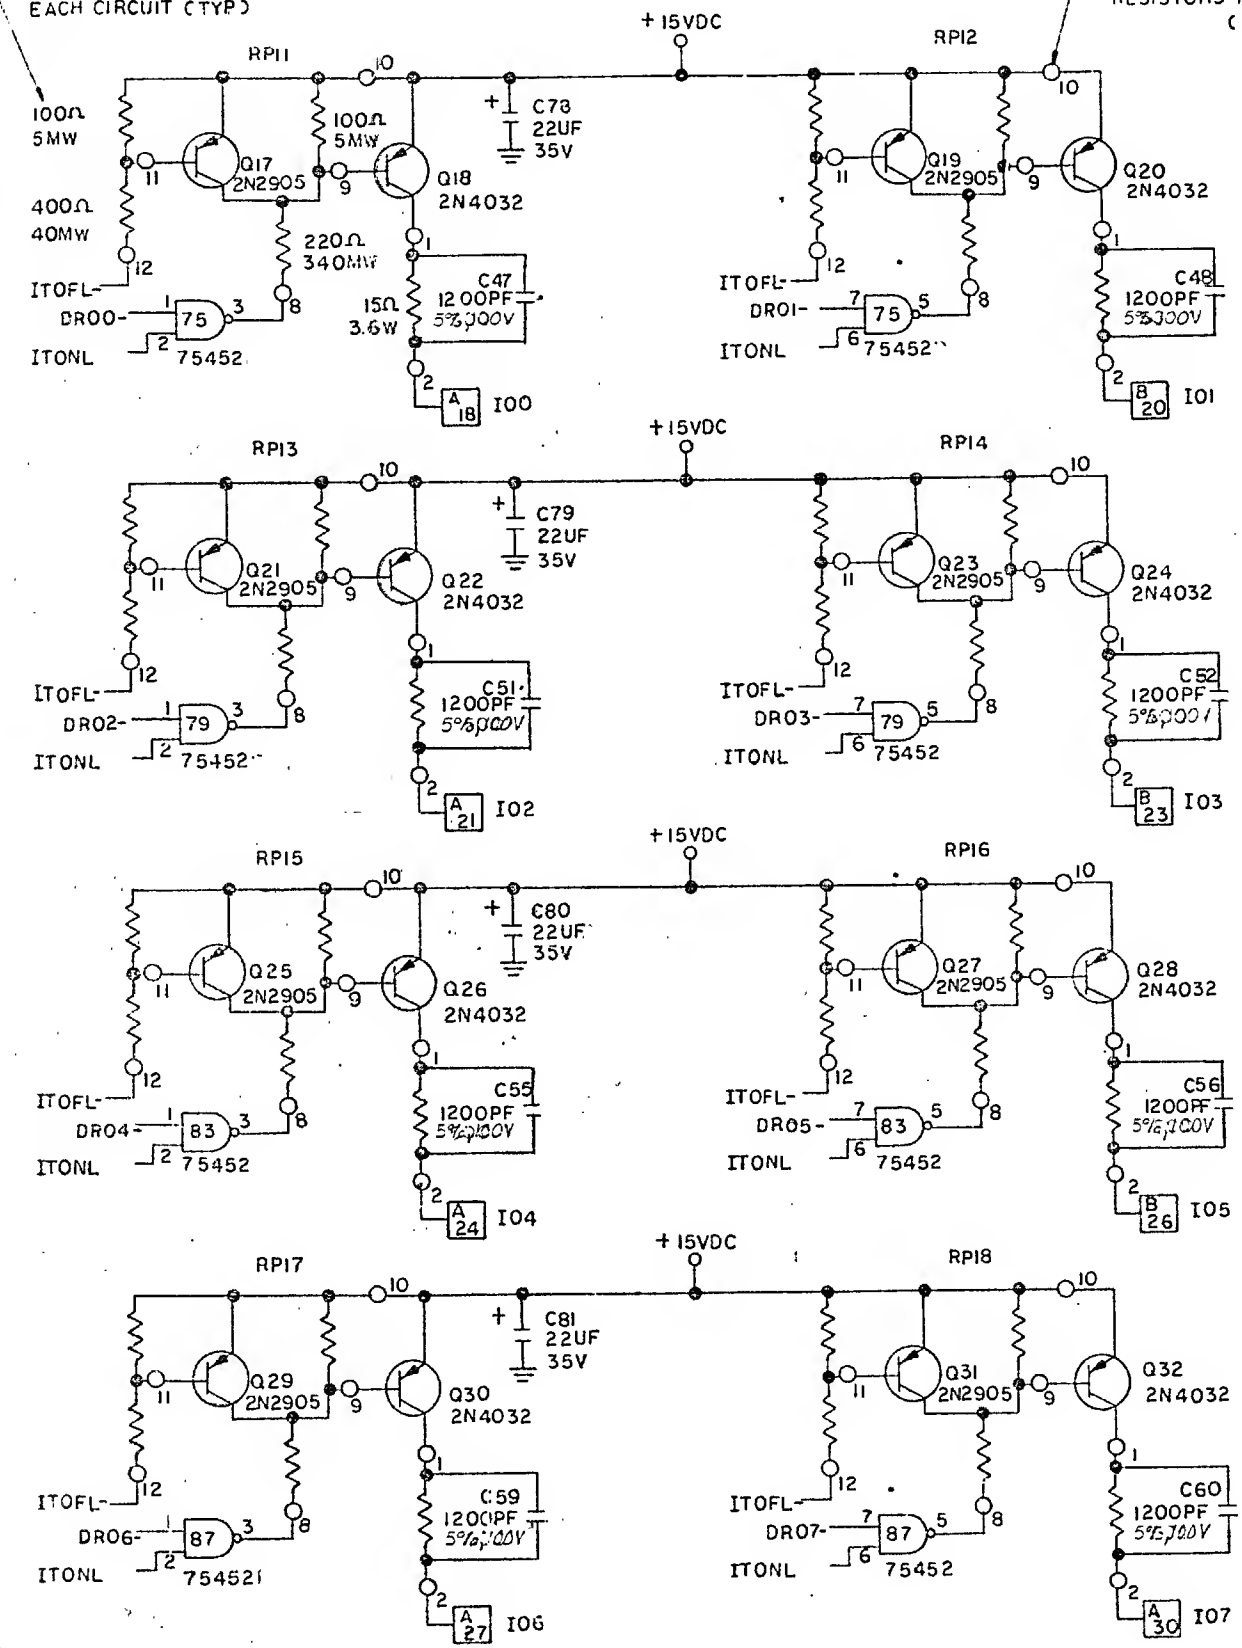 EACH CIRCUIT (TYP)
+15VDC
RP11
10
RP12
10
100Ω
5MW
100Ω
5MW
+
C78
22UF
35V
11
Q17
2N2905
9
Q18
2N4032
11
Q19
2N2905
9
Q20
2N4032
400Ω
40MW
220Ω
340MW
12
1
12
1
ITOFL-
8
C47
1200PF
15Ω
3.6W
ITOFL-
8
C48
1200PF
DR00-
1
75
3
DR01-
7
75
5
ITONL
2
75452
ITONL
6
75452
2
A
18
I00
2
B
20
I01
+15VDC
RP13
10
RP14
10
+
C79
22UF
35V
11
Q21
2N2905
9
Q22
2N4032
11
Q23
2N2905
9
Q24
2N4032
12
1
12
1
ITOFL-
8
C51
1200PF
ITOFL-
8
C52
1200PF
DR02-
1
79
3
DR03-
7
79
5
ITONL
2
75452
ITONL
6
75452
2
A
21
I02
2
B
23
I03
+15VDC
RP15
10
RP16
10
+
C80
22UF
35V
11
Q25
2N2905
9
Q26
2N4032
11
Q27
2N2905
9
Q28
2N4032
12
1
12
1
ITOFL-
8
C55
1200PF
ITOFL-
8
C56
1200PF
DR04-
1
83
3
DR05-
7
83
5
ITONL
2
75452
ITONL
6
75452
2
A
24
I04
2
B
26
I05
+15VDC
RP17
10
RP18
10
+
C81
22UF
35V
11
Q29
2N2905
9
Q30
2N4032
11
Q31
2N2905
9
Q32
2N4032
12
1
12
1
ITOFL-
8
C59
1200PF
ITOFL-
8
C60
1200PF
DR06-
1
87
3
DR07-
7
87
5
ITONL
2
75452
ITONL
6
75452
2
A
27
I06
2
A
30
I07